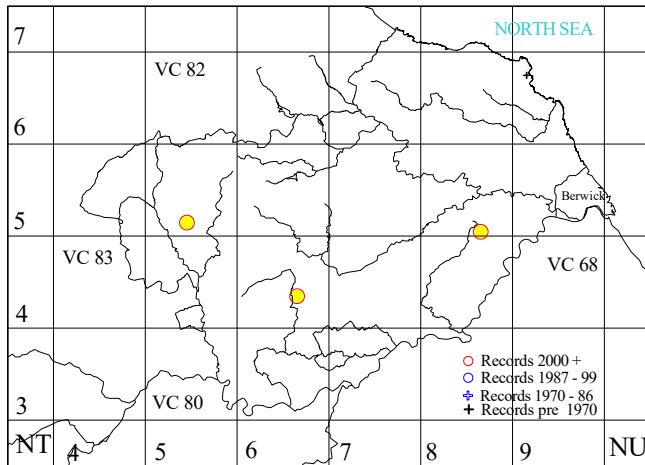 7
NORTH SEA
VC 82
6
Berwick
5
VC 83
VC 68
4
Records 2000 +
Records 1987 - 99
Records 1970 - 86
Records pre 1970
VC 80
3
NT 4 5 6 7 8 9 NU